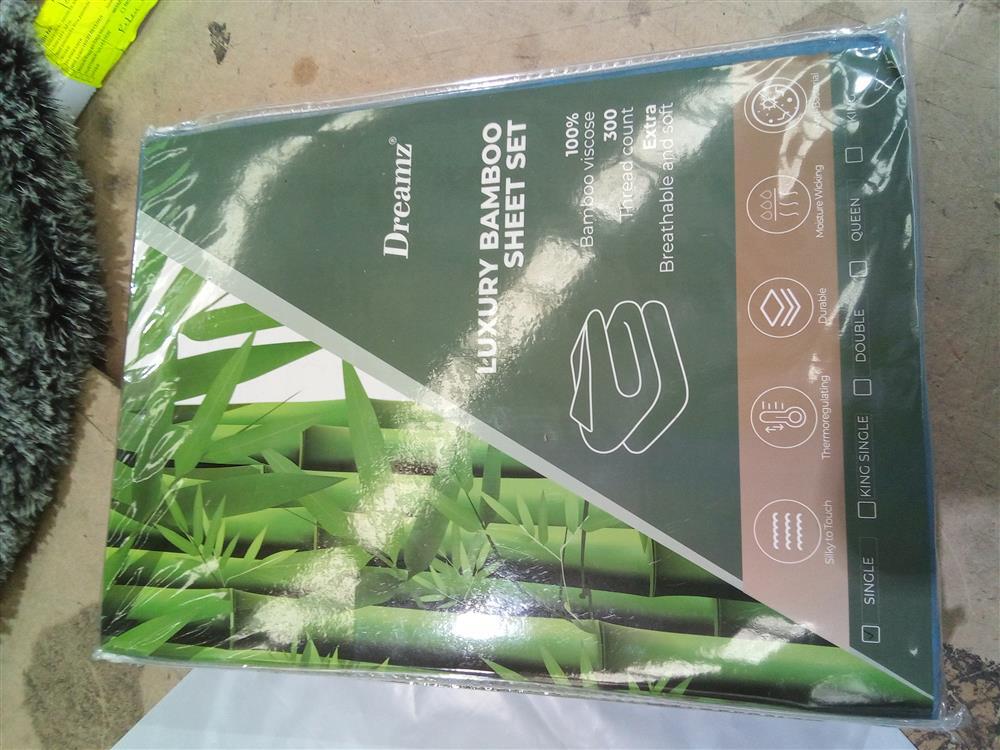 Dreamz®
LUXURY BAMBOO
SHEET SET
100%
Bamboo viscose
300
Thread count
Extra
Breathable and soft
Silky to Touch
Thermoregulating
Durable
Moisture Wicking
SINGLE
KING SINGLE
DOUBLE
QUEEN